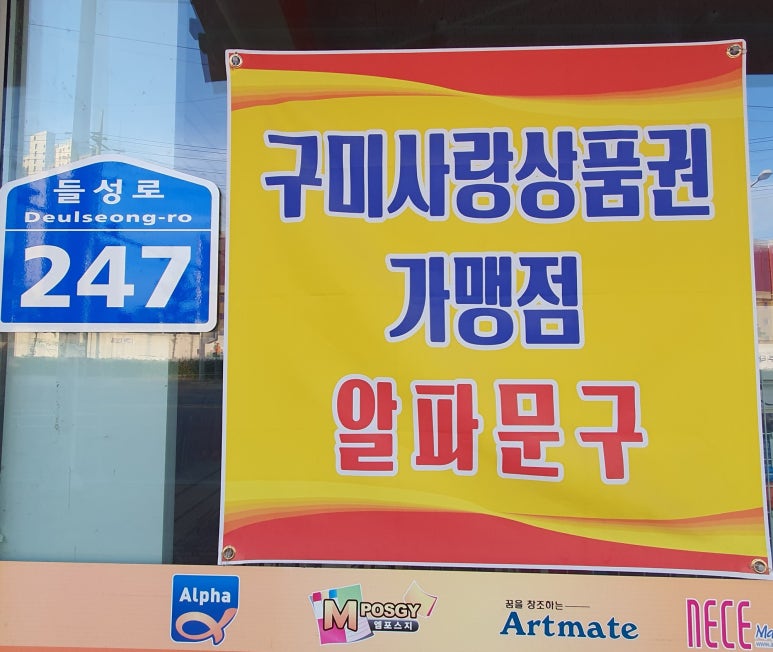 들성로
Deulseong-ro
247
구미사랑상품권
가맹점
알파문구
Alpha
MPOSGY
엠포스지
꿈을 창조하는
Artmate
NECE